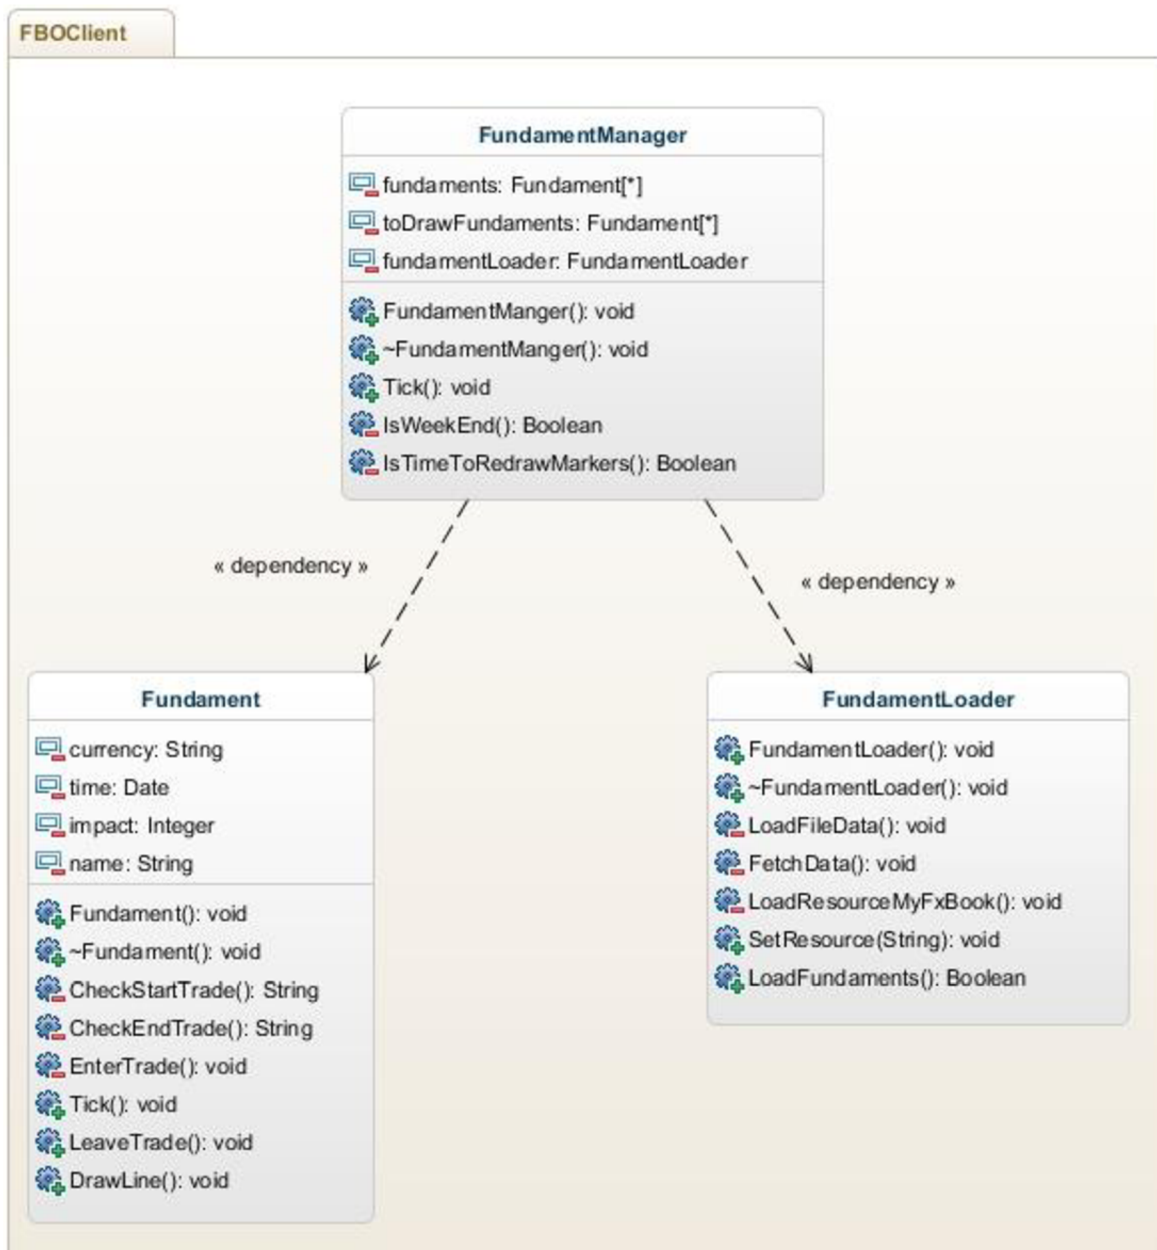 FBOClient
FundamentManager
fundaments: Fundament[*]
toDrawFundaments: Fundament[*]
fundamentLoader: FundamentLoader
FundamentManger(): void
~FundamentManger(): void
Tick(): void
IsWeekEnd(): Boolean
IsTimeToRedrawMarkers(): Boolean
« dependency »
« dependency »
Fundament
currency: String
time: Date
impact: Integer
name: String
Fundament(): void
~Fundament(): void
CheckStartTrade(): String
CheckEndTrade(): String
EnterTrade(): void
Tick(): void
LeaveTrade(): void
DrawLine(): void
FundamentLoader
FundamentLoader(): void
~FundamentLoader(): void
LoadFileData(): void
FetchData(): void
LoadResourceMyFxBook(): void
SetResource(String): void
LoadFundaments(): Boolean